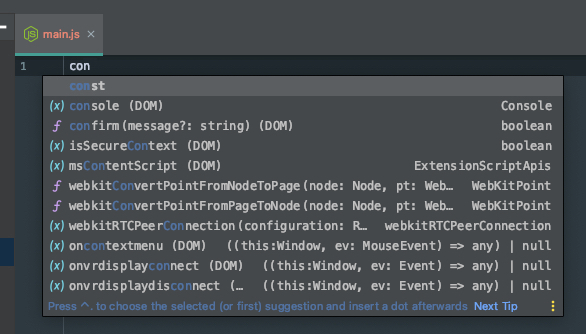 JS main.js ×
1 con
const
(x) console (DOM) Console
ƒ confirm(message?: string) (DOM) boolean
(x) isSecureContext (DOM) boolean
(x) msContentScript (DOM) ExtensionScriptApis
ƒ webkitConvertPointFromNodeToPage(node: Node, pt: Web… WebKitPoint
ƒ webkitConvertPointFromPageToNode(node: Node, pt: Web… WebKitPoint
(x) webkitRTCPeerConnection(configuration: R… webkitRTCPeerConnection
(x) oncontextmenu (DOM) ((this:Window, ev: MouseEvent) => any) | null
(x) onvrdisplayconnect (DOM) ((this:Window, ev: Event) => any) | null
(x) onvrdisplaydisconnect (… ((this:Window, ev: Event) => any) | null
Press ^. to choose the selected (or first) suggestion and insert a dot afterwards Next Tip